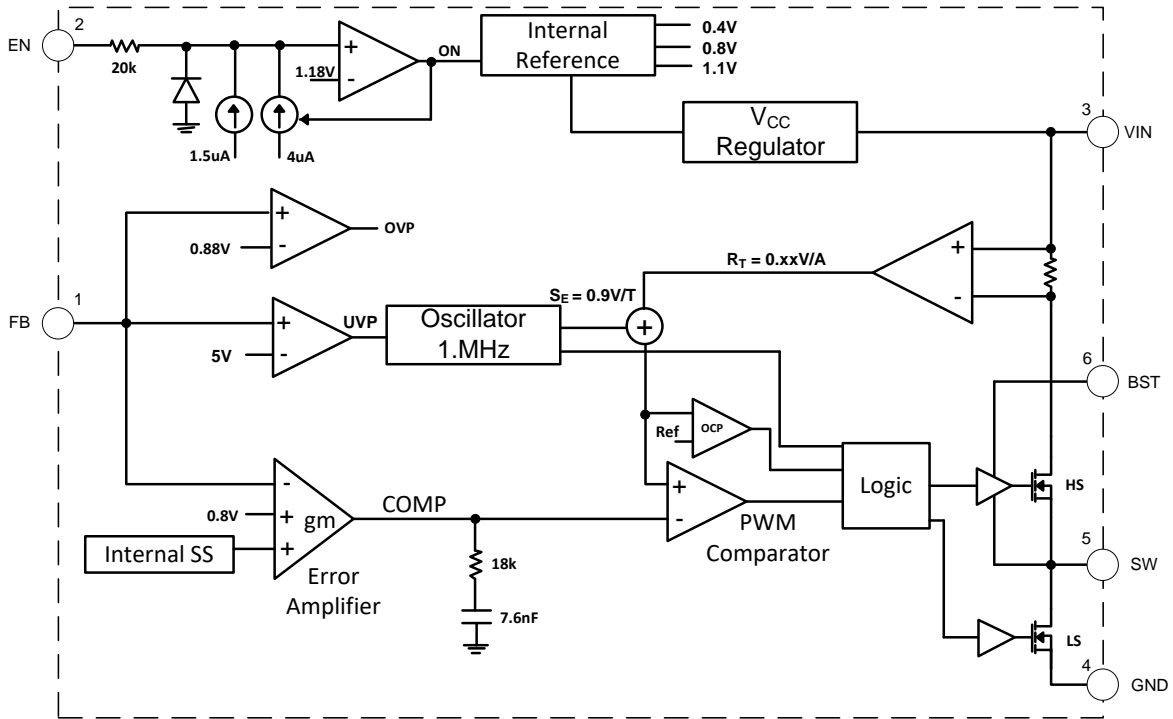 2
EN
20k
1.18V
+
-
ON
Internal
Reference
0.4V
0.8V
1.1V
1.5uA
4uA
VCC
Regulator
3
VIN
+
-
0.88V
OVP
RT = 0.xxV/A
+
-
1
FB
+
-
5V
UVP
Oscillator
1.MHz
SE = 0.9V/T
+
6
BST
Ref
OCP
Logic
HS
-
+
+
gm
0.8V
Internal SS
COMP
Error
Amplifier
+
-
PWM
Comparator
18k
7.6nF
5
SW
LS
4
GND